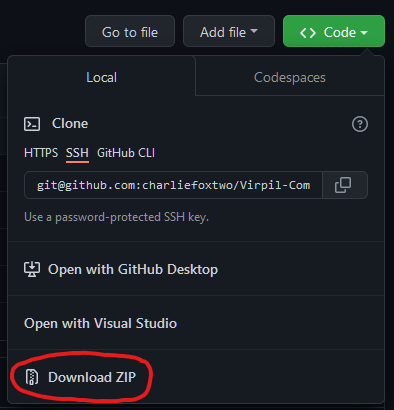 Go to file Add file Code
Local Codespaces
Clone
HTTPS SSH GitHub CLI
git@github.com:charliefoxtwo/Virpil-Com
Use a password-protected SSH key.
Open with GitHub Desktop
Open with Visual Studio
Download ZIP